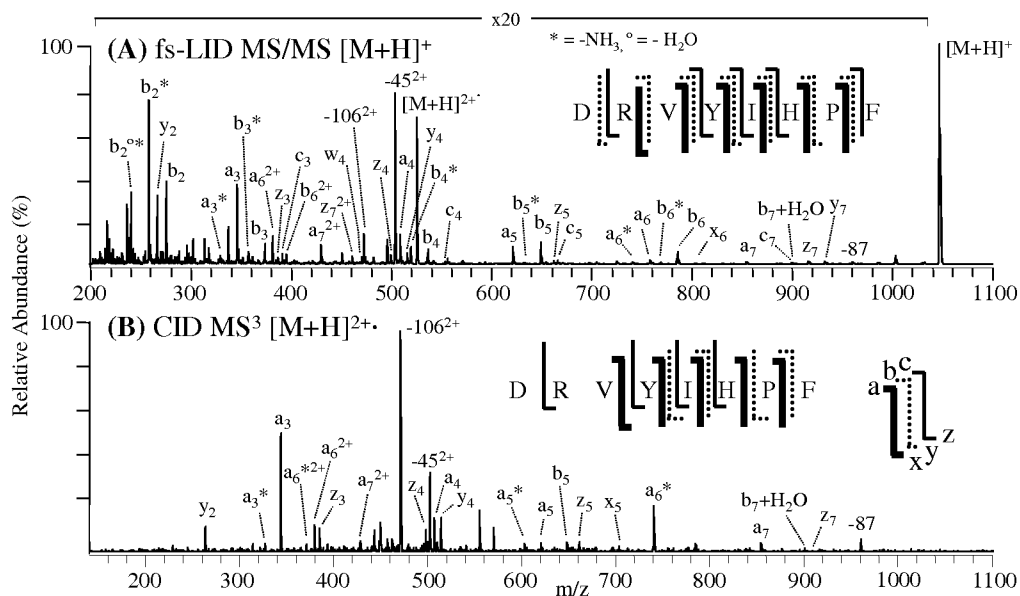 x20
100
(A) fs-LID MS/MS [M+H]+
* = -NH3, o = - H2O
[M+H]+
b2o*
b2*
y2
b2
a3*
a3
b3*
b3
a6 2+
z3
c3
b6 2+
a7 2+
z7 2+
w4
-106 2+
z4
-45 2+
[M+H]2+·
a4
y4
b4*
b4
c4
a5
b5*
b5
z5
c5
a6*
a6
b6*
b6
x6
a7
c7
b7+H2O
z7
y7
-87
D R V Y I H P F
200 300 400 500 600 700 800 900 1000 1100
Relative Abundance (%)
100
(B) CID MS3 [M+H]2+·
-106 2+
y2
a3*
a3
a6*2+
a6 2+
z3
a7 2+
z4
-45 2+
a4
y4
a5*
a5
b5
z5
x5
a6*
a7
b7+H2O
z7
-87
D R V Y I H P F
a b c
x y z
200 300 400 500 600 700 800 900 1000 1100
m/z